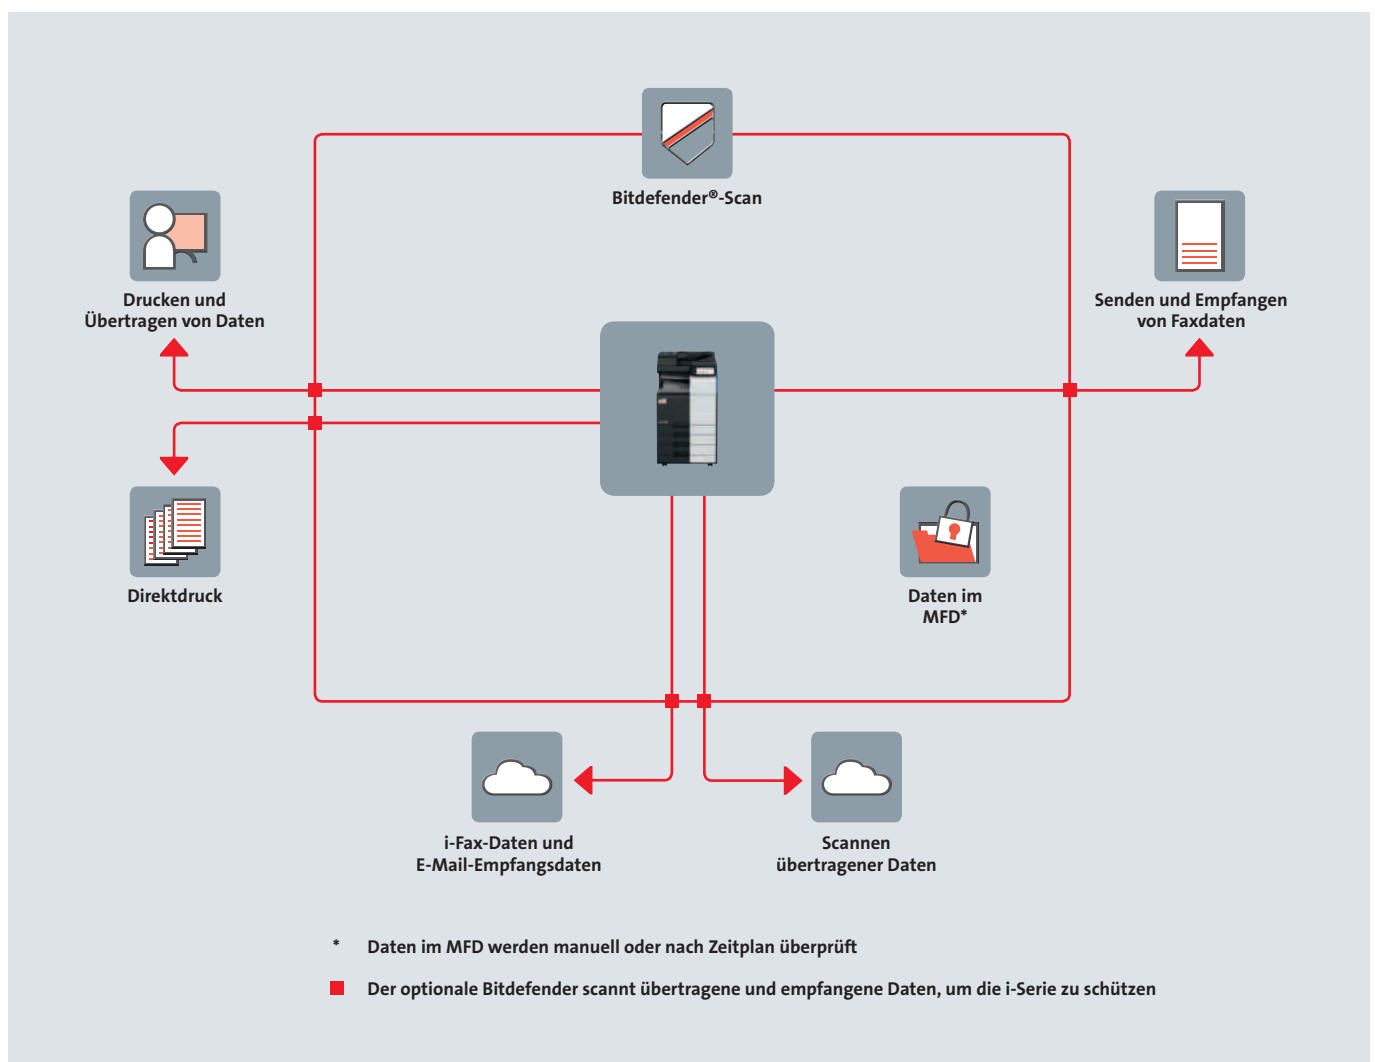 Bitdefender®-Scan
Drucken und
Übertragen von Daten
Senden und Empfangen
von Faxdaten
Direktdruck
Daten im
MFD*
i-Fax-Daten und
E-Mail-Empfangsdaten
Scannen
übertragener Daten
* Daten im MFD werden manuell oder nach Zeitplan überprüft
Der optionale Bitdefender scannt übertragene und empfangene Daten, um die i-Serie zu schützen